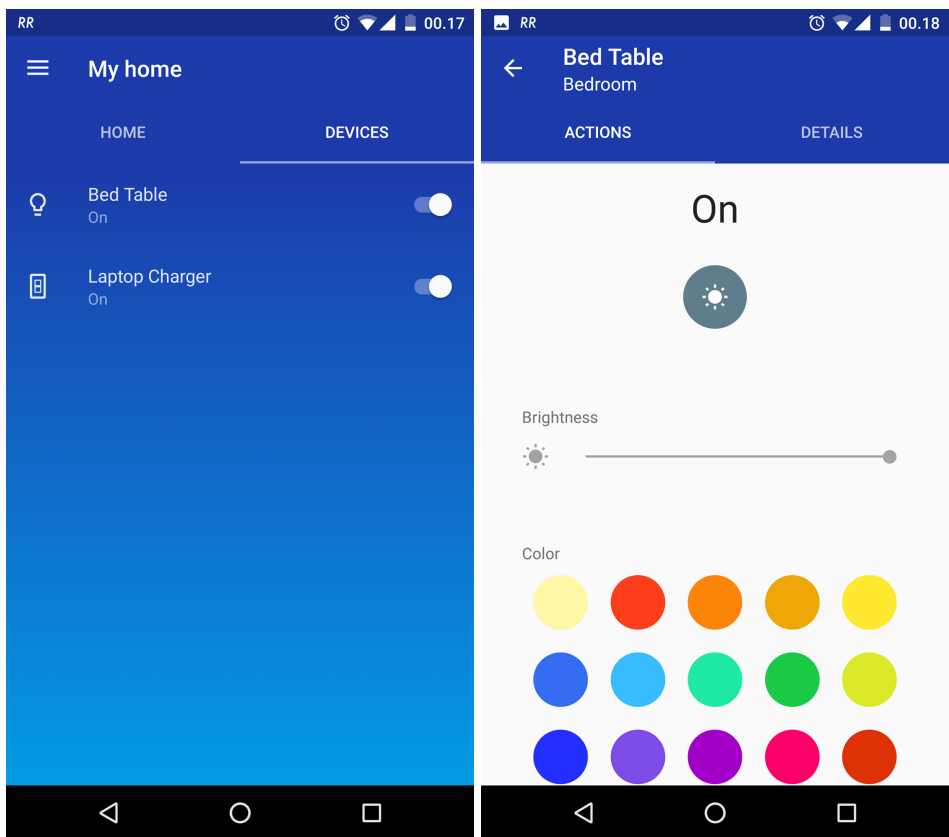 RR 00.17
My home
HOME DEVICES
Bed Table
On
Laptop Charger
On
RR 00.18
Bed Table
Bedroom
ACTIONS DETAILS
On
Brightness
Color